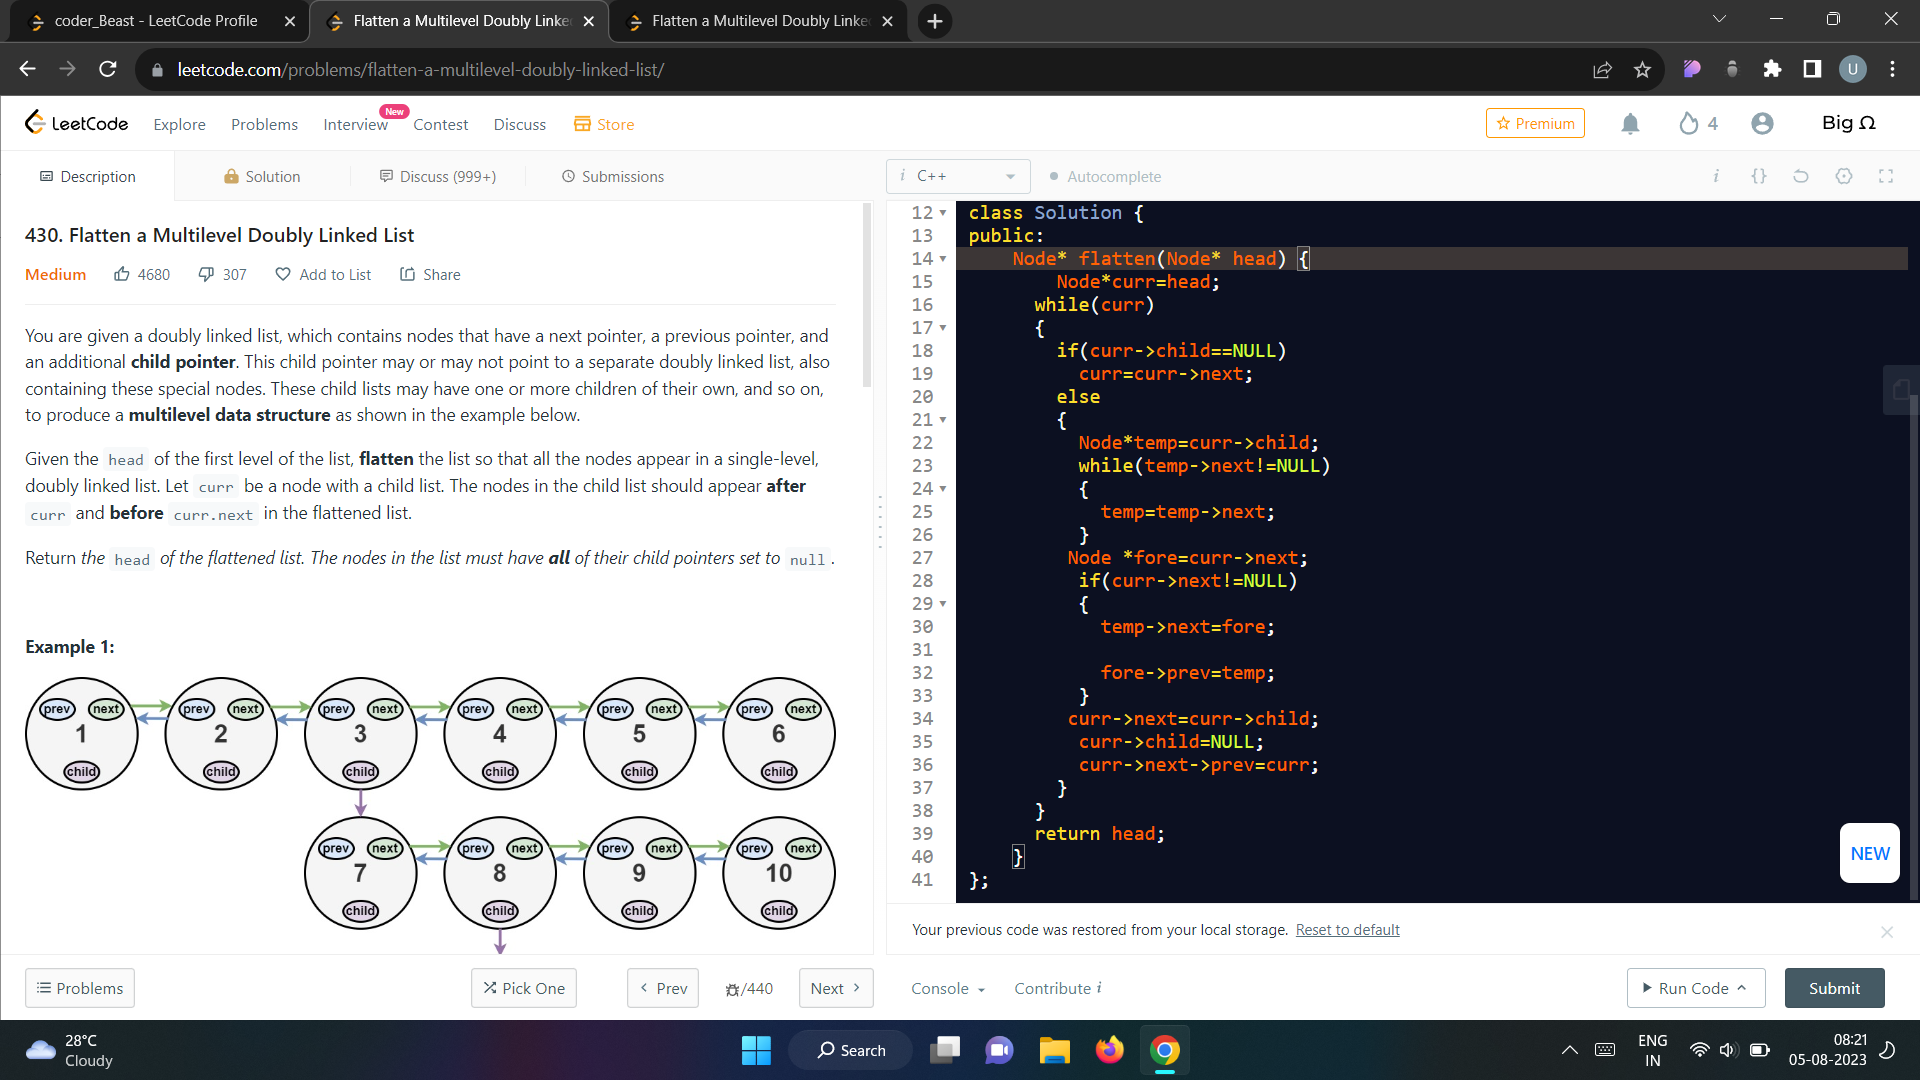 coder_Beast - LeetCode Profile
Flatten a Multilevel Doubly Linke
Flatten a Multilevel Doubly Linke
leetcode.com/problems/flatten-a-multilevel-doubly-linked-list/
U
LeetCode
Explore
Problems
Interview
New
Contest
Discuss
Store
Premium
4
Big Ω
Description
Solution
Discuss (999+)
Submissions
i C++
Autocomplete
i {}
430. Flatten a Multilevel Doubly Linked List
Medium 4680 307 Add to List Share
You are given a doubly linked list, which contains nodes that have a next pointer, a previous pointer, and
an additional child pointer. This child pointer may or may not point to a separate doubly linked list, also
containing these special nodes. These child lists may have one or more children of their own, and so on,
to produce a multilevel data structure as shown in the example below.
Given the head of the first level of the list, flatten the list so that all the nodes appear in a single-level,
doubly linked list. Let curr be a node with a child list. The nodes in the child list should appear after
curr and before curr.next in the flattened list.
Return the head of the flattened list. The nodes in the list must have all of their child pointers set to null .
Example 1:
prev next prev next prev next prev next prev next prev next
1 2 3 4 5 6
child child child child child child
prev next prev next prev next prev next
7 8 9 10
child child child child
12 class Solution {
13 public:
14 Node* flatten(Node* head) {
15 Node*curr=head;
16 while(curr)
17 {
18 if(curr->child==NULL)
19 curr=curr->next;
20 else
21 {
22 Node*temp=curr->child;
23 while(temp->next!=NULL)
24 {
25 temp=temp->next;
26 }
27 Node *fore=curr->next;
28 if(curr->next!=NULL)
29 {
30 temp->next=fore;
31
32 fore->prev=temp;
33 }
34 curr->next=curr->child;
35 curr->child=NULL;
36 curr->next->prev=curr;
37 }
38 }
39 return head;
40 }
41 };
NEW
Your previous code was restored from your local storage. Reset to default
Problems
Pick One
Prev
/440
Next
Console
Contribute i
Run Code
Submit
28°C
Cloudy
Search
ENG
IN
08:21
05-08-2023